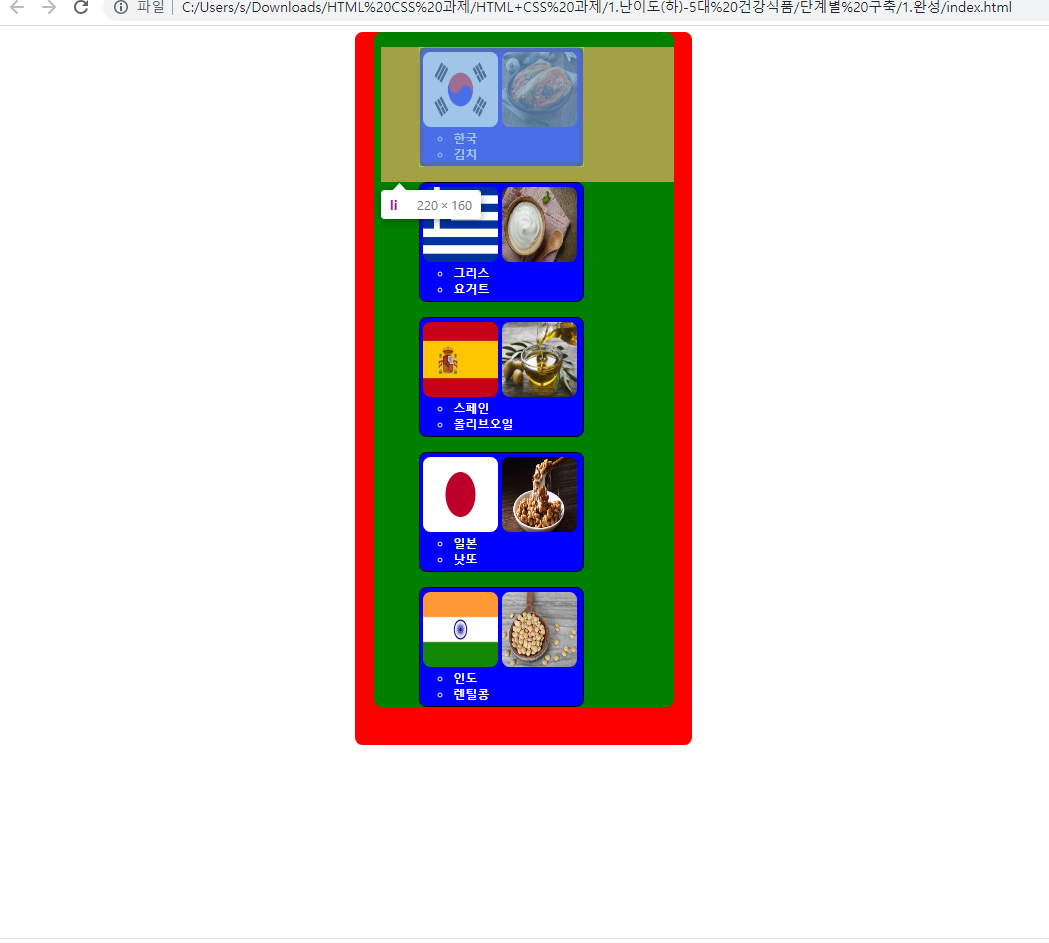 파일 C:/Users/s/Downloads/HTML%20CSS%20과제/HTML+CSS%20과제/1.난이도(하)-5대%20건강식품/단계별%20구축/1.완성/index.html
한국
김치
li 220 × 160
그리스
요거트
스페인
올리브오일
일본
낫또
인도
렌틸콩